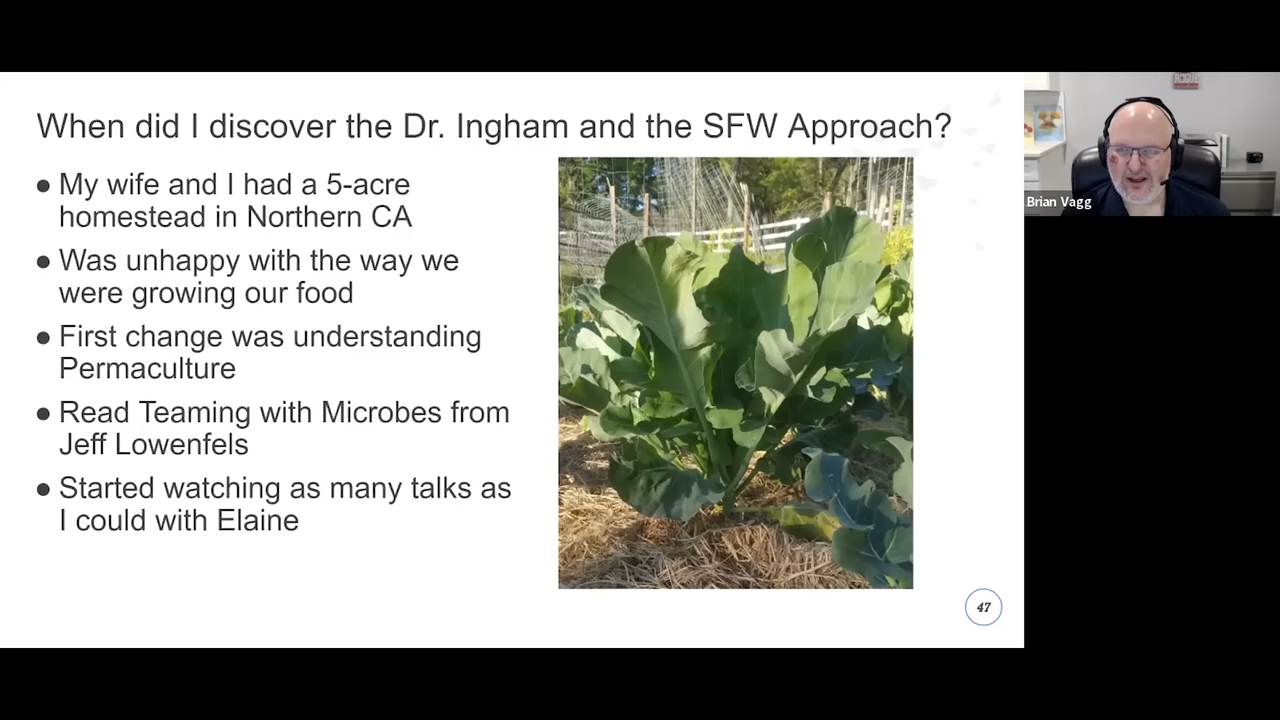 When did I discover the Dr. Ingham and the SFW Approach?
● My wife and I had a 5-acre
homestead in Northern CA
● Was unhappy with the way we
were growing our food
● First change was understanding
Permaculture
● Read Teaming with Microbes from
Jeff Lowenfels
● Started watching as many talks as
I could with Elaine
47
Brian Vagg